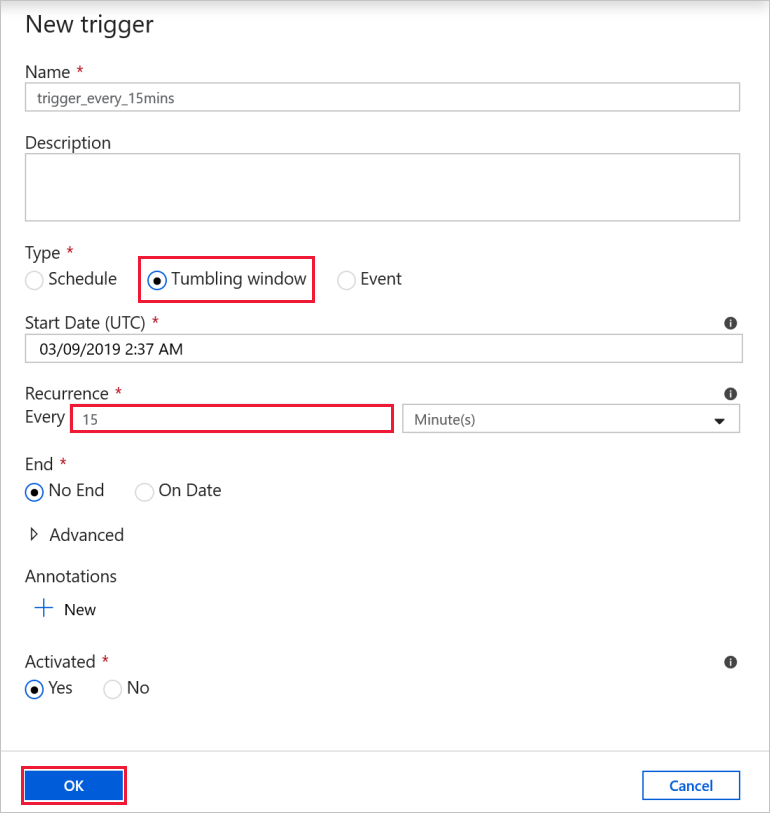 New trigger
Name *
trigger_every_15mins
Description
Type *
Schedule Tumbling window Event
Start Date (UTC) *
03/09/2019 2:37 AM
Recurrence *
Every 15 Minute(s)
End *
No End On Date
Advanced
Annotations
New
Activated *
Yes No
OK Cancel